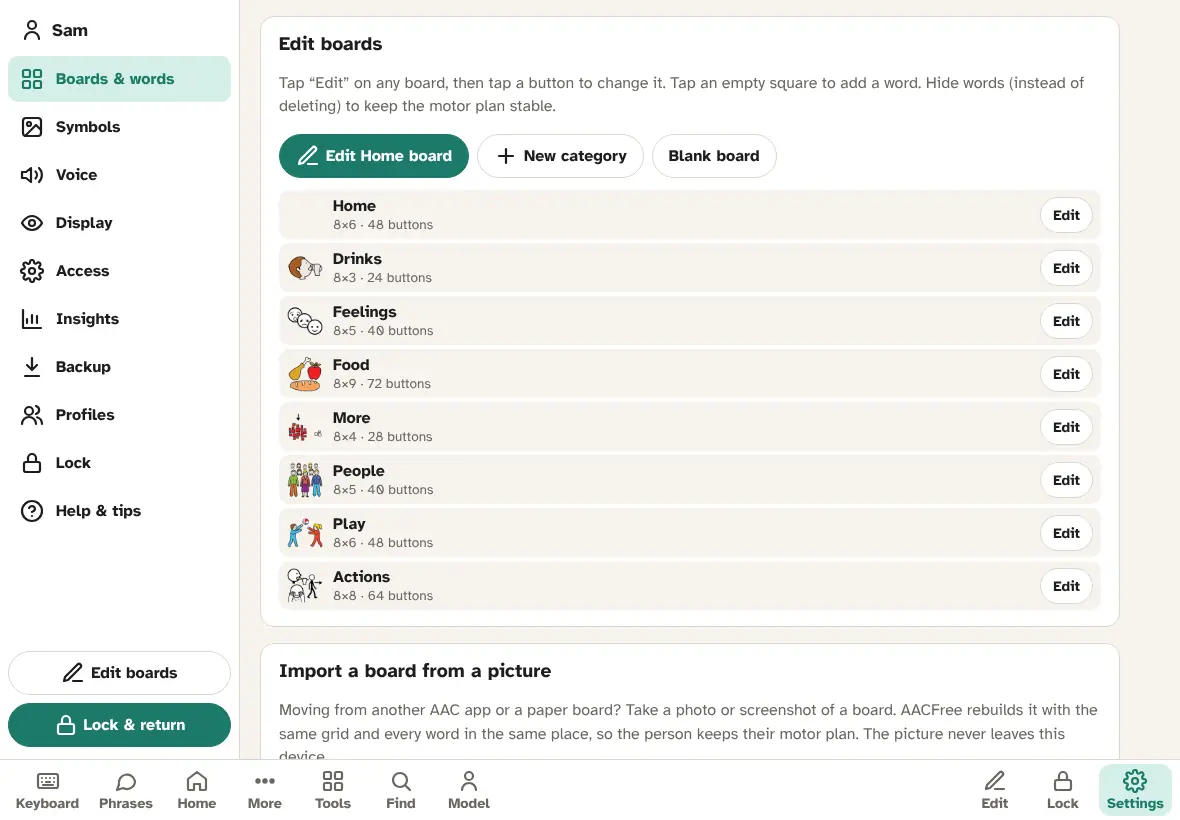 Sam
Boards & words
Symbols
Voice
Display
Access
Insights
Backup
Profiles
Lock
Help & tips
Edit boards
Lock & return
Edit boards
Tap “Edit” on any board, then tap a button to change it. Tap an empty square to add a word. Hide words (instead of
deleting) to keep the motor plan stable.
Edit Home board
New category
Blank board
Home
8×6 · 48 buttons
Edit
Drinks
8×3 · 24 buttons
Edit
Feelings
8×5 · 40 buttons
Edit
Food
8×9 · 72 buttons
Edit
More
8×4 · 28 buttons
Edit
People
8×5 · 40 buttons
Edit
Play
8×6 · 48 buttons
Edit
Actions
8×8 · 64 buttons
Edit
Import a board from a picture
Moving from another AAC app or a paper board? Take a photo or screenshot of a board. AACFree rebuilds it with the
same grid and every word in the same place, so the person keeps their motor plan. The picture never leaves this
device.
Keyboard
Phrases
Home
More
Tools
Find
Model
Edit
Lock
Settings